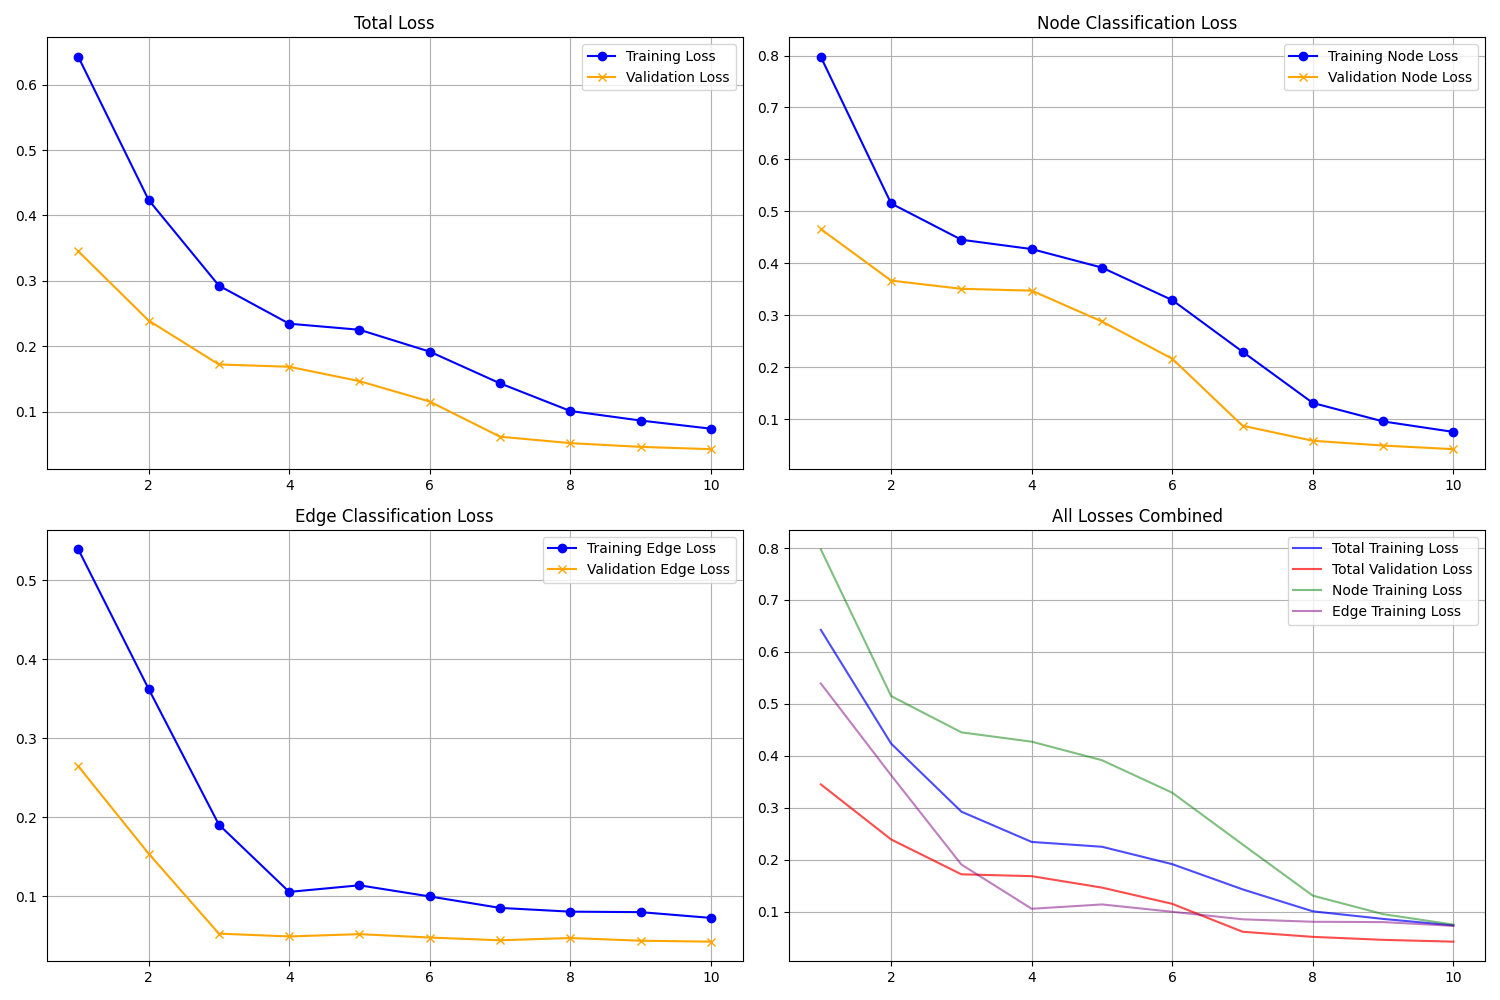 Total Loss
Training Loss
Validation Loss
0.6
0.5
0.4
0.3
0.2
0.1
2 4 6 8 10
Node Classification Loss
Training Node Loss
Validation Node Loss
0.8
0.7
0.6
0.5
0.4
0.3
0.2
0.1
2 4 6 8 10
Edge Classification Loss
Training Edge Loss
Validation Edge Loss
0.5
0.4
0.3
0.2
0.1
2 4 6 8 10
All Losses Combined
Total Training Loss
Total Validation Loss
Node Training Loss
Edge Training Loss
0.8
0.7
0.6
0.5
0.4
0.3
0.2
0.1
2 4 6 8 10